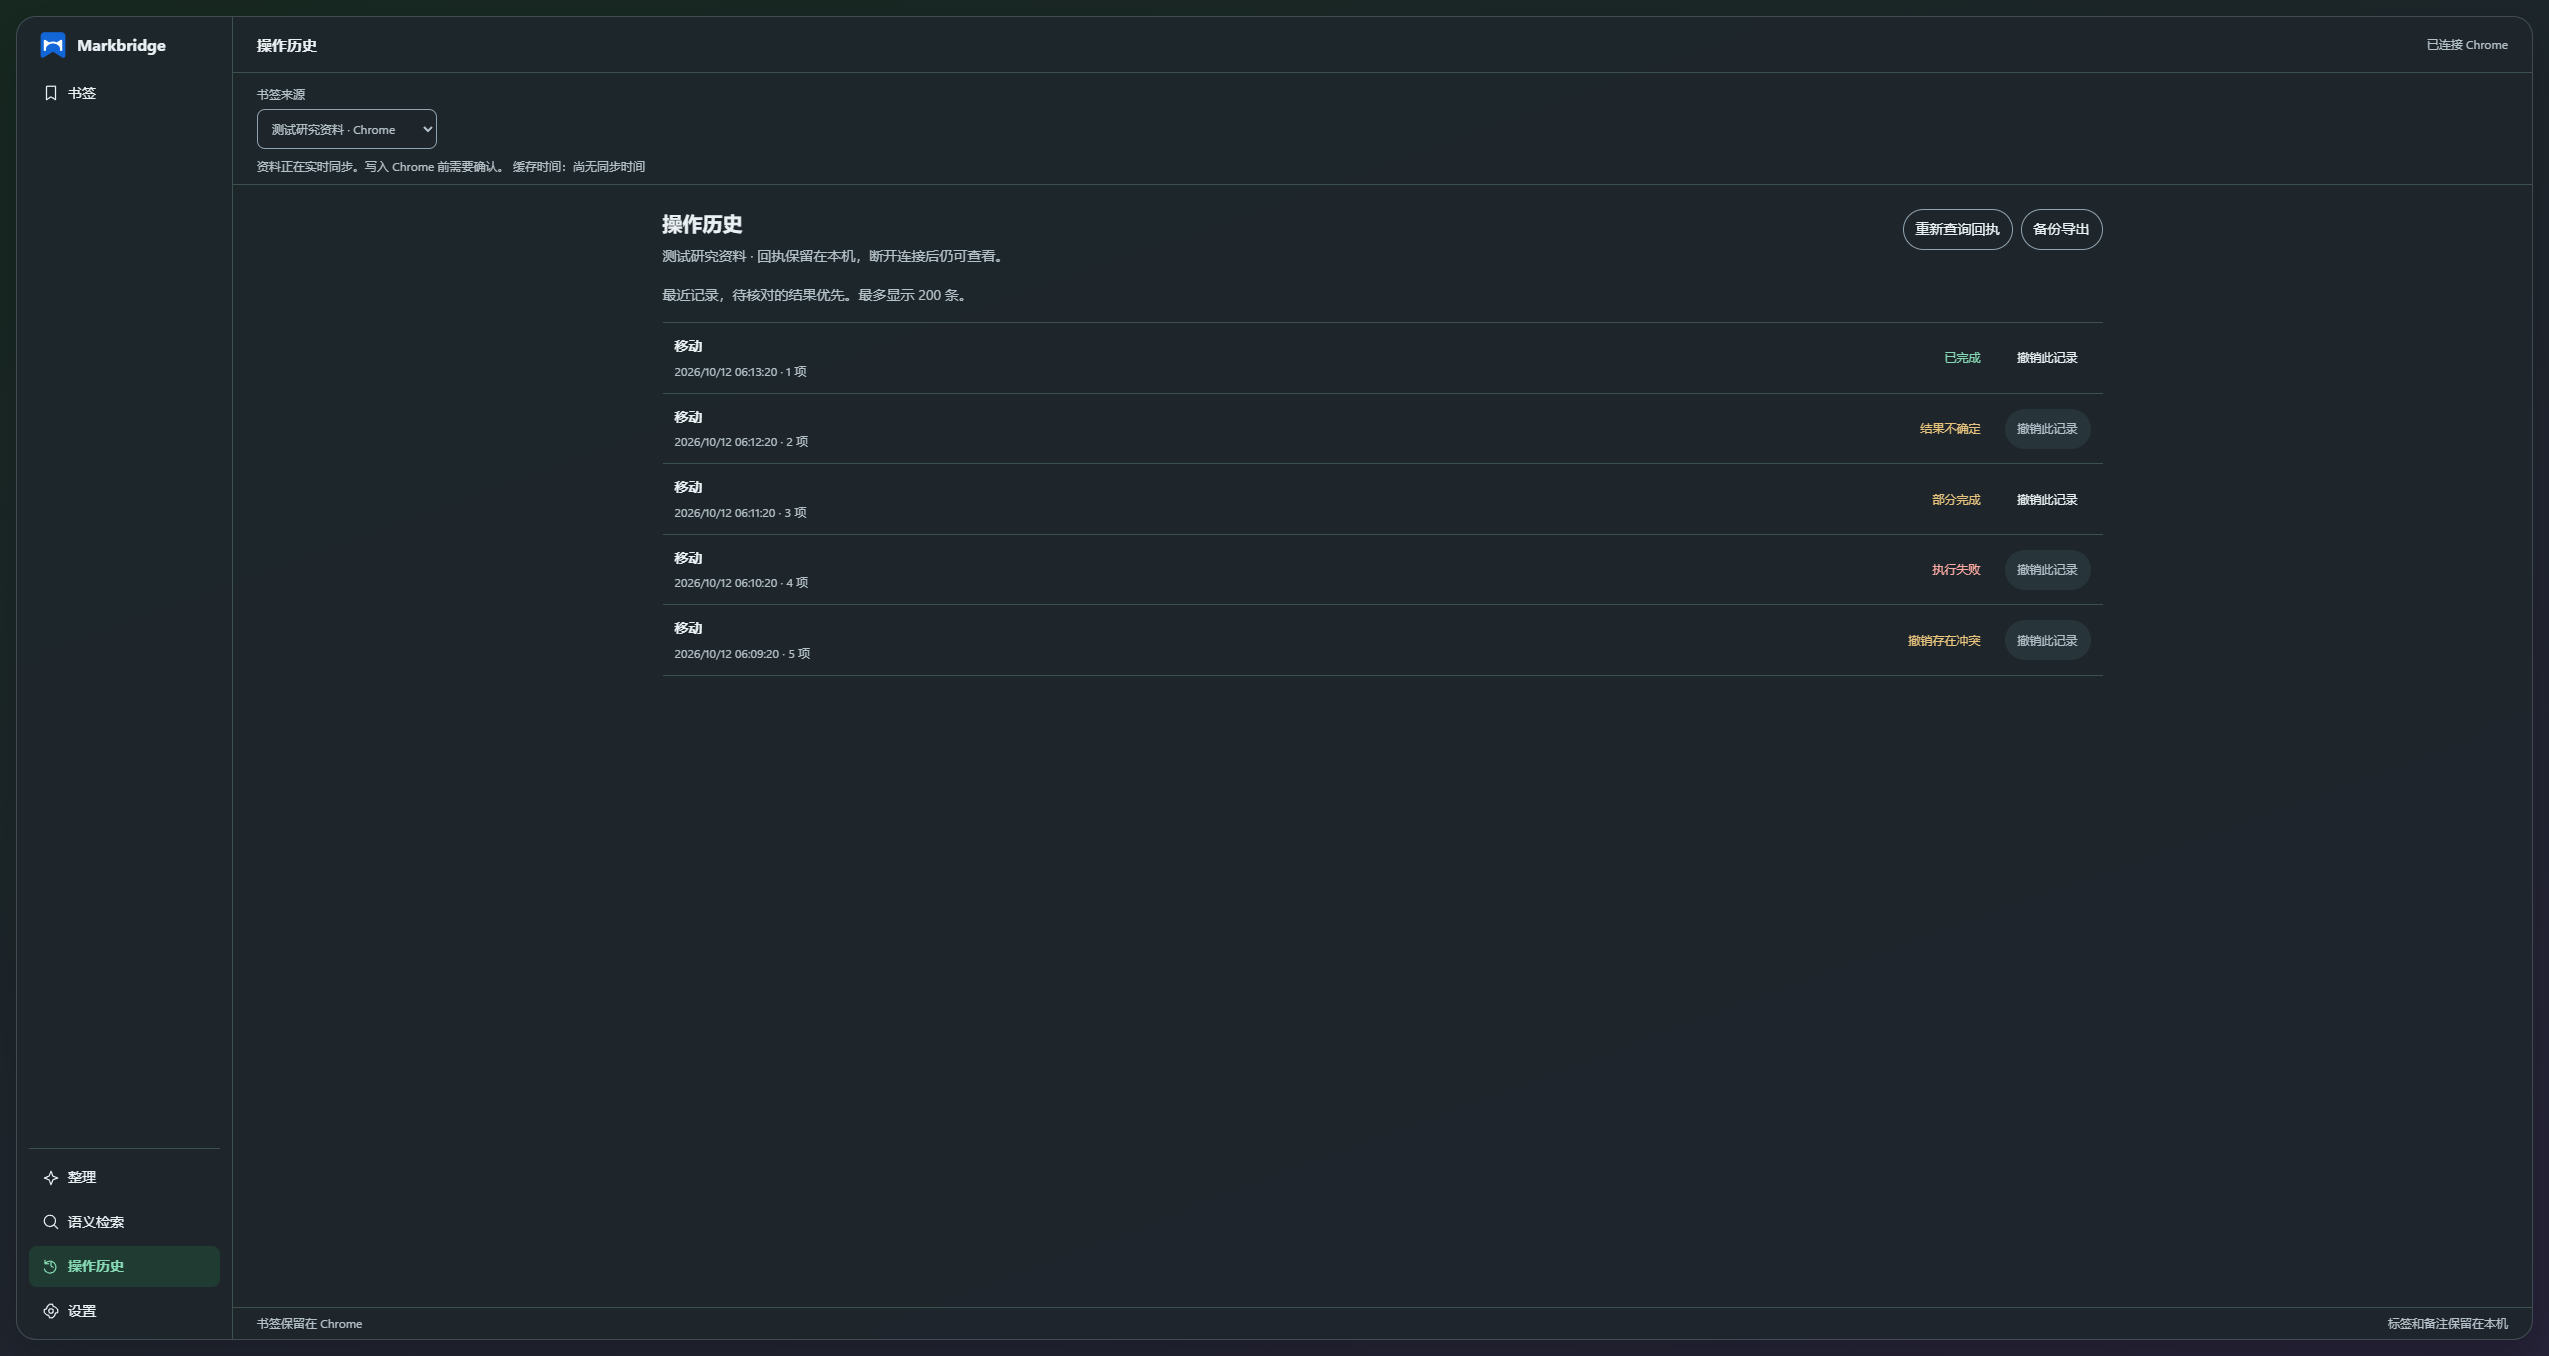 Markbridge
书签
操作历史
已连接 Chrome
书签来源
测试研究资料 · Chrome
资料正在实时同步。写入 Chrome 前需要确认。 缓存时间：尚无同步时间
操作历史
重新查询回执
备份导出
测试研究资料 · 回执保留在本机，断开连接后仍可查看。
最近记录，待核对的结果优先。最多显示 200 条。
移动
2026/10/12 06:13:20 · 1 项
已完成
撤销此记录
移动
2026/10/12 06:12:20 · 2 项
结果不确定
撤销此记录
移动
2026/10/12 06:11:20 · 3 项
部分完成
撤销此记录
移动
2026/10/12 06:10:20 · 4 项
执行失败
撤销此记录
移动
2026/10/12 06:09:20 · 5 项
撤销存在冲突
撤销此记录
整理
语义检索
操作历史
设置
书签保留在 Chrome
标签和备注保留在本机